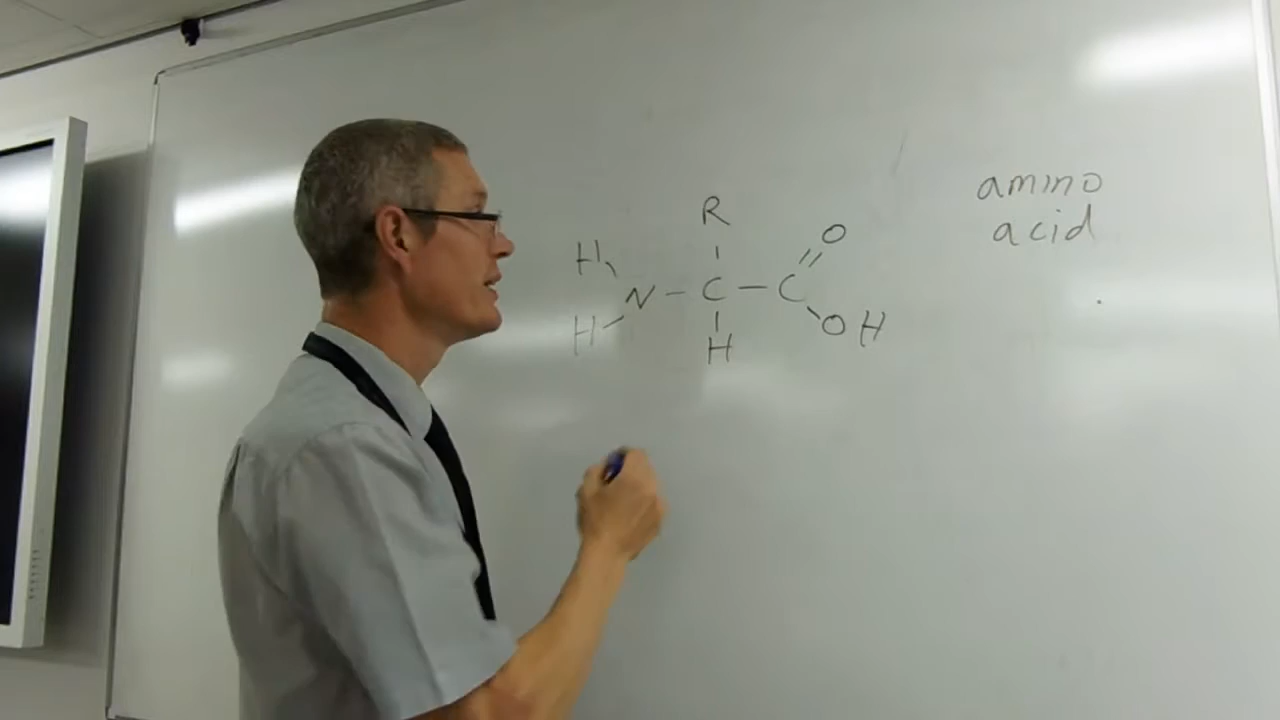 R
H O
N - C - C
H OH
H
amino
acid